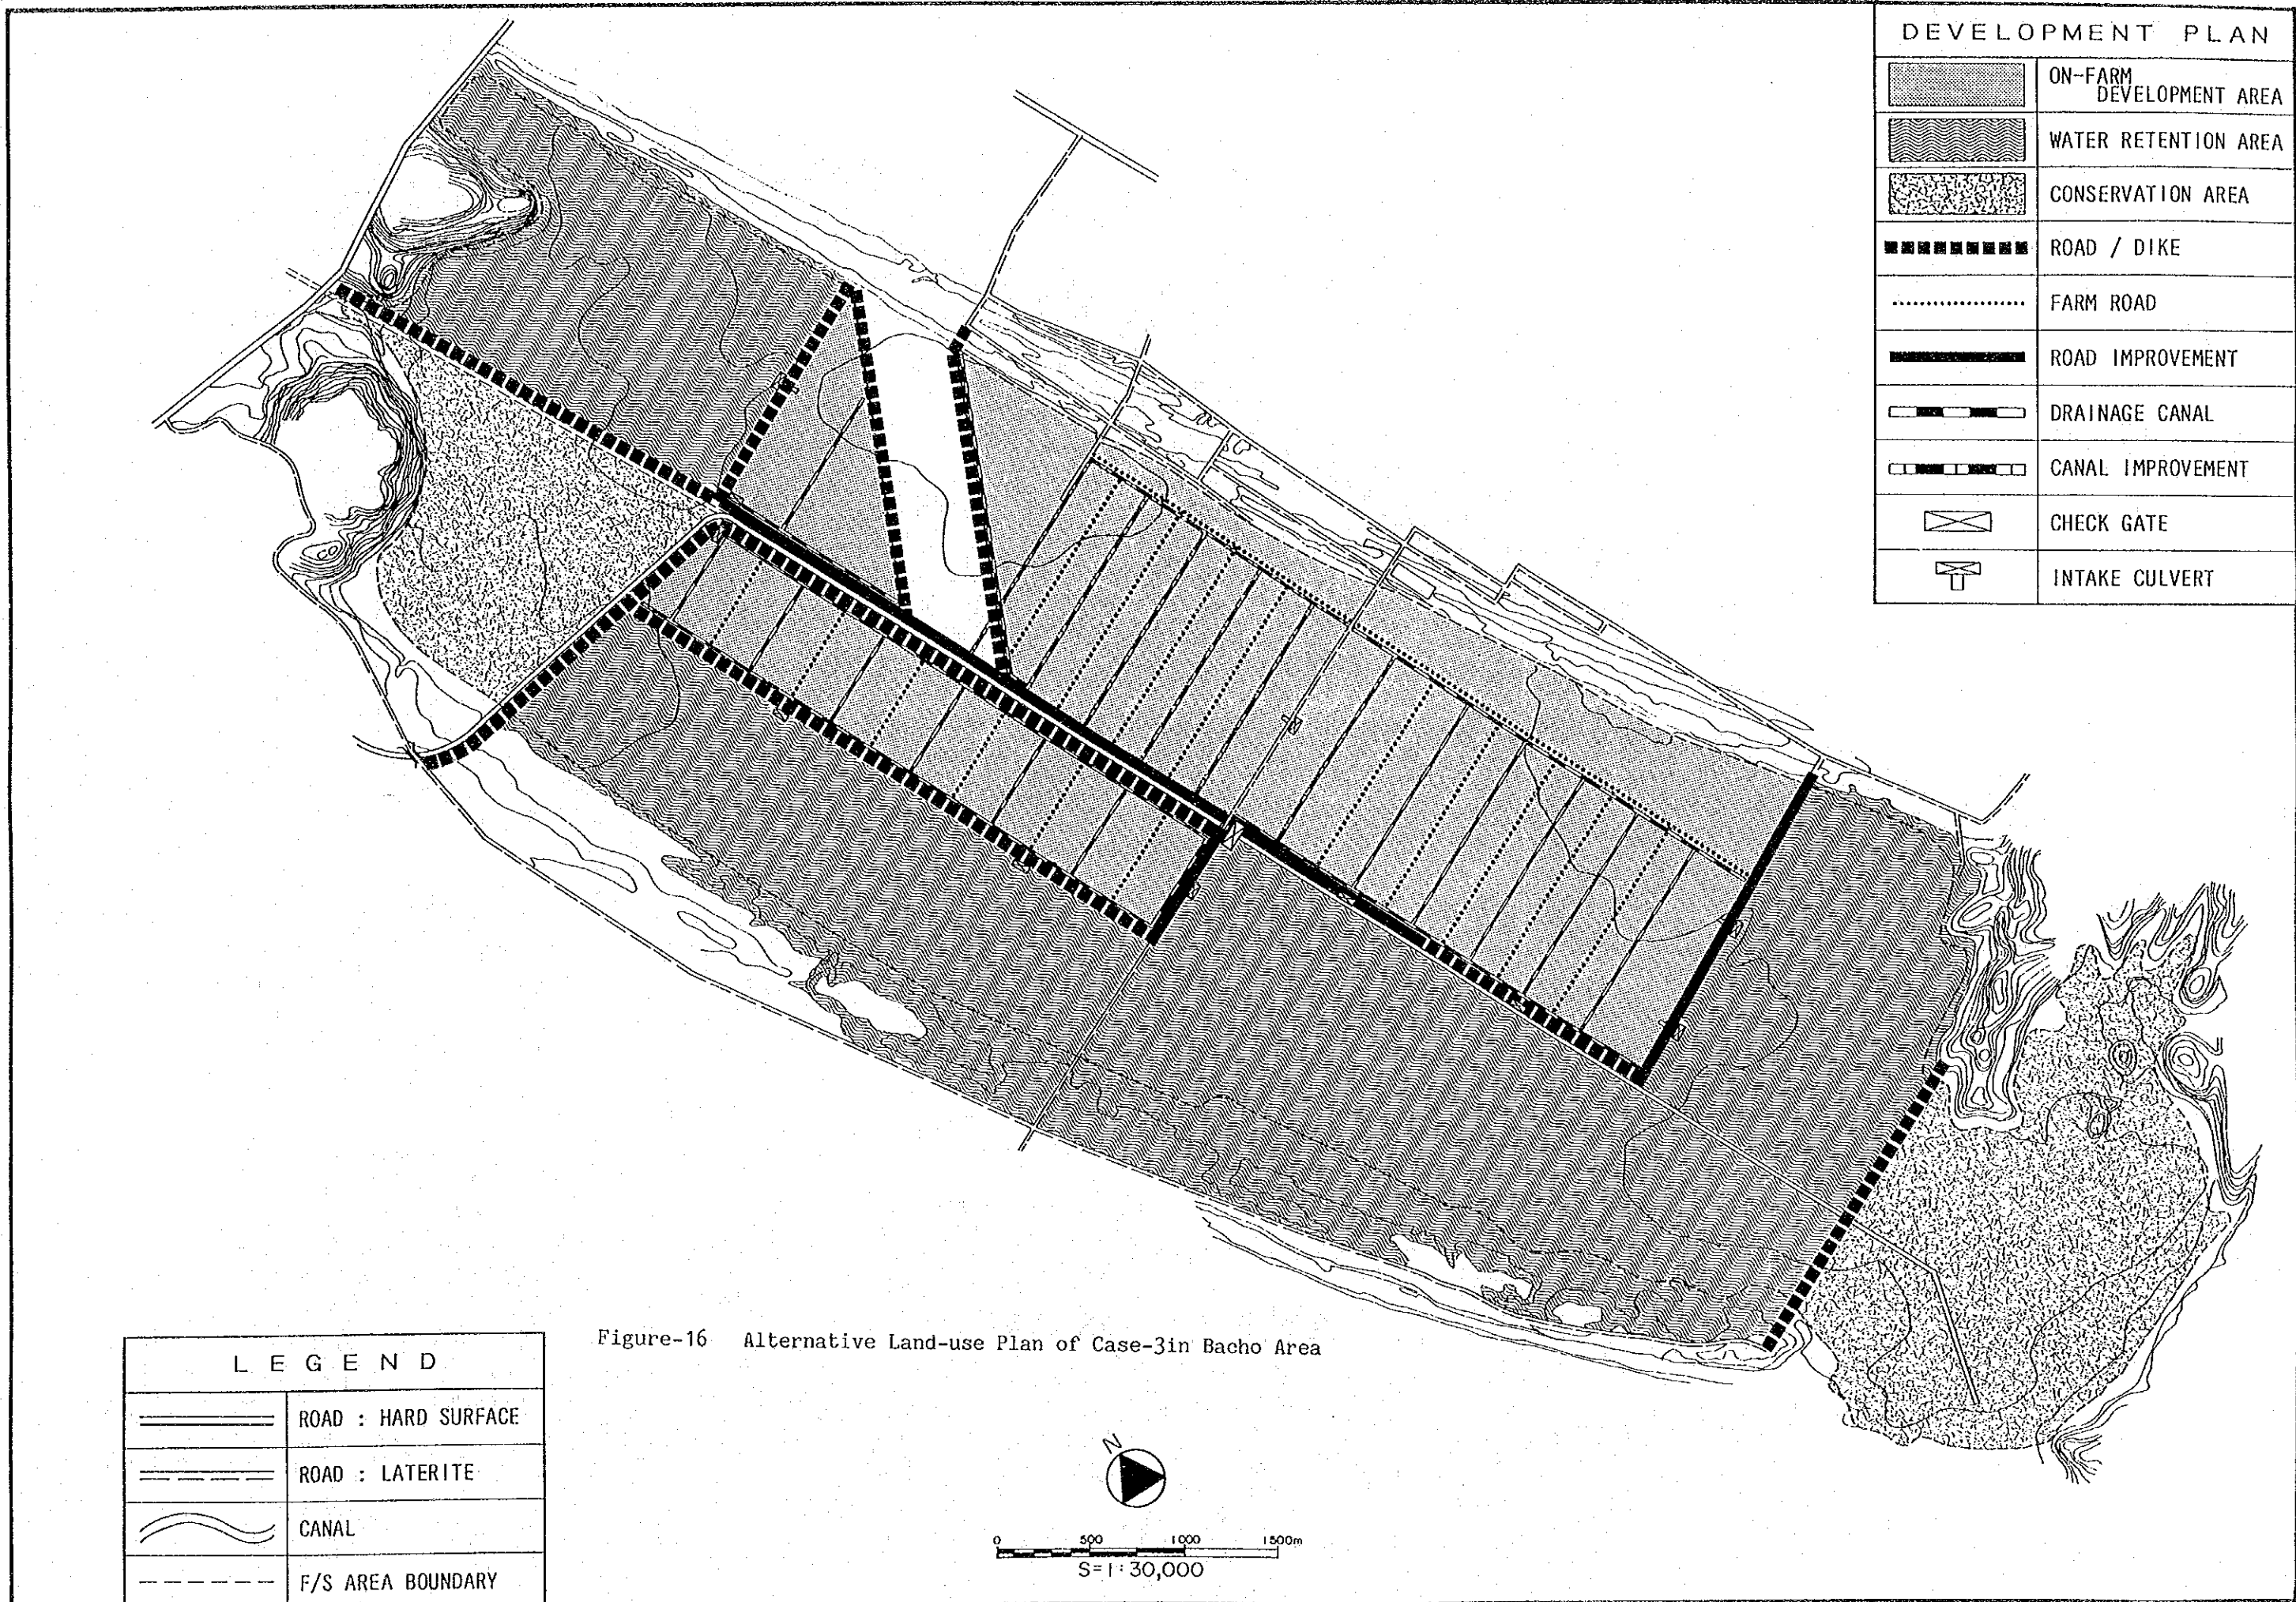 DEVELOPMENT PLAN
ON-FARM
DEVELOPMENT AREA
WATER RETENTION AREA
CONSERVATION AREA
ROAD / DIKE
FARM ROAD
ROAD IMPROVEMENT
DRAINAGE CANAL
CANAL IMPROVEMENT
CHECK GATE
INTAKE CULVERT
Figure-16 Alternative Land-use Plan of Case-3in Bacho Area
LEGEND
ROAD : HARD SURFACE
ROAD : LATERITE
CANAL
F/S AREA BOUNDARY
N
0 500 1000 1500m
S=1:30,000